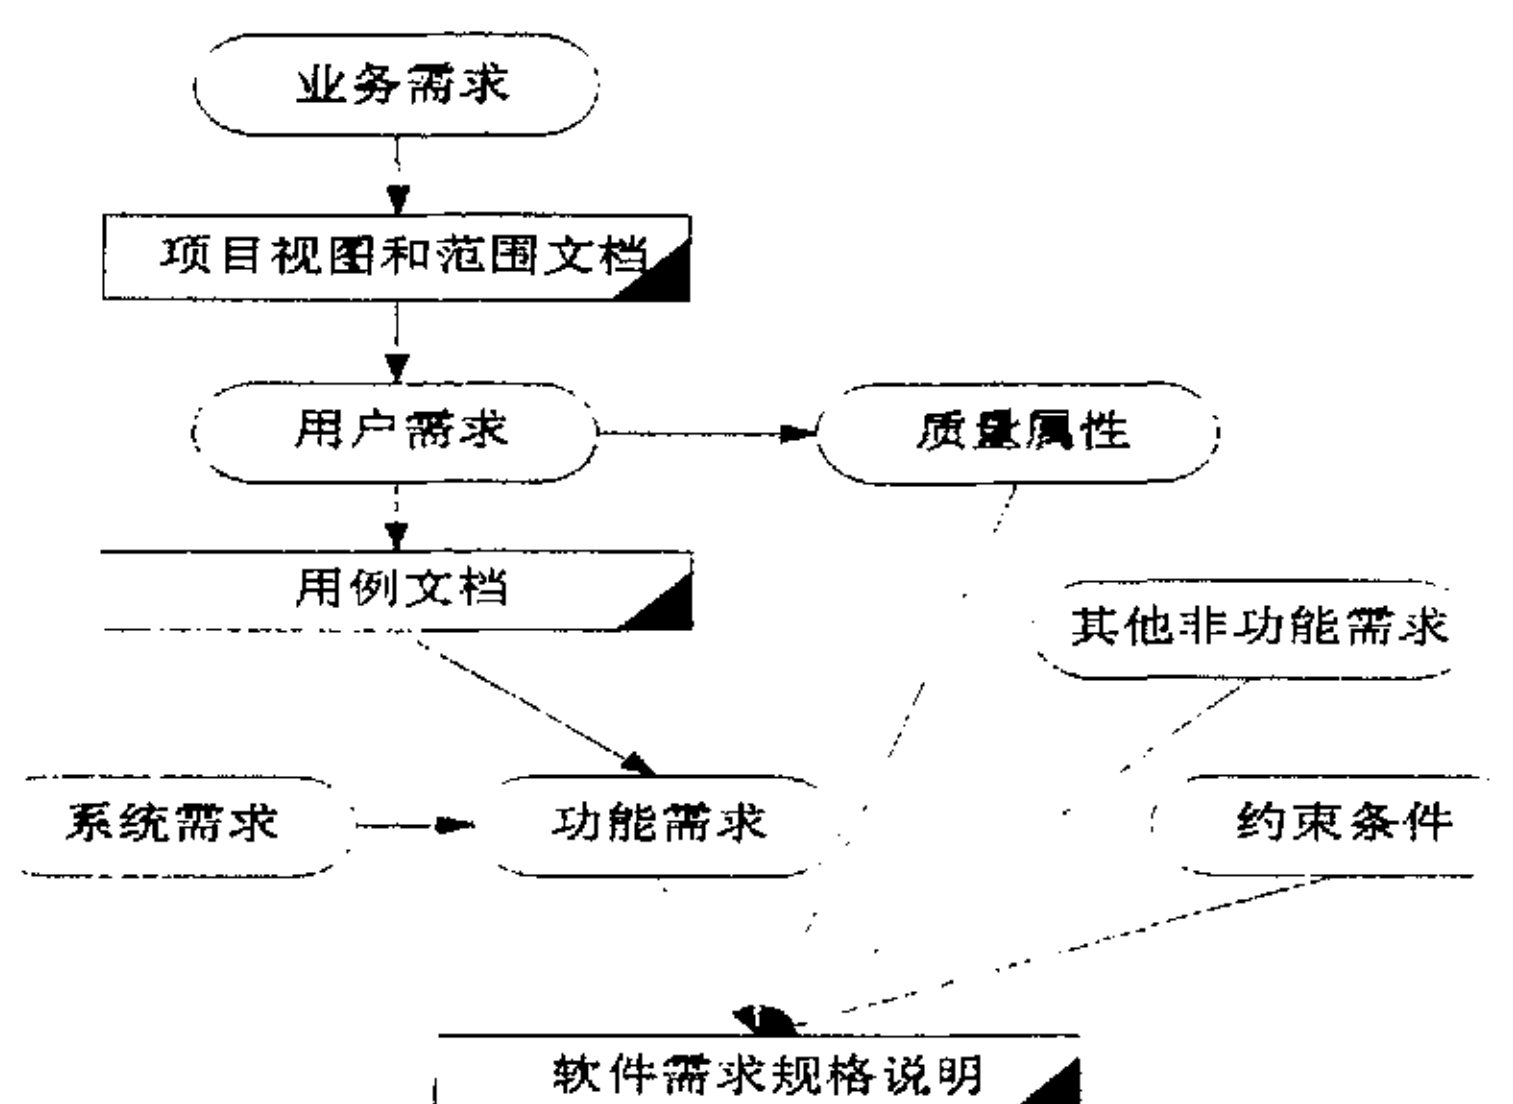 业务需求
项目视图和范围文档
用户需求
质量属性
用例文档
其他非功能需求
系统需求
功能需求
约束条件
软件需求规格说明